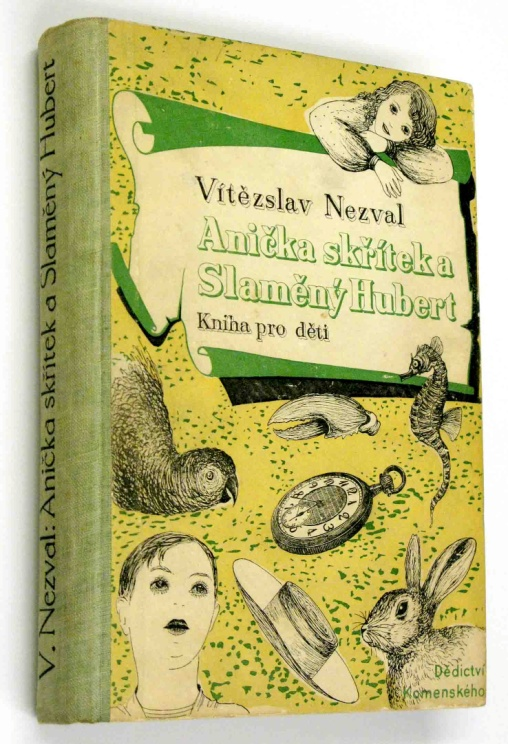 V. Nezval: Anička skřítek a Slaměný Hubert
Vítězslav Nezval
Anička skřítek a
Slaměný Hubert
Kniha pro děti
Dědictví
Komenského